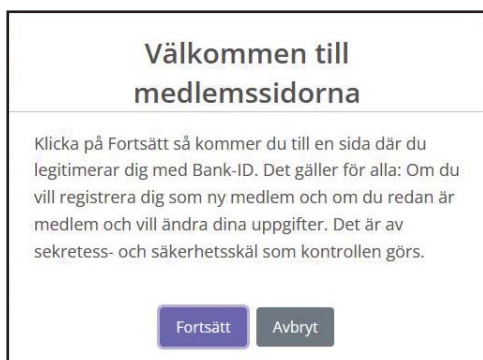 Välkommen till
medlemssidorna
Klicka på Fortsätt så kommer du till en sida där du
legitimerar dig med Bank-ID. Det gäller för alla: Om du
vill registrera dig som ny medlem och om du redan är
medlem och vill ändra dina uppgifter. Det är av
sekretess- och säkerhetsskäl som kontrollen görs.
Fortsätt Avbryt